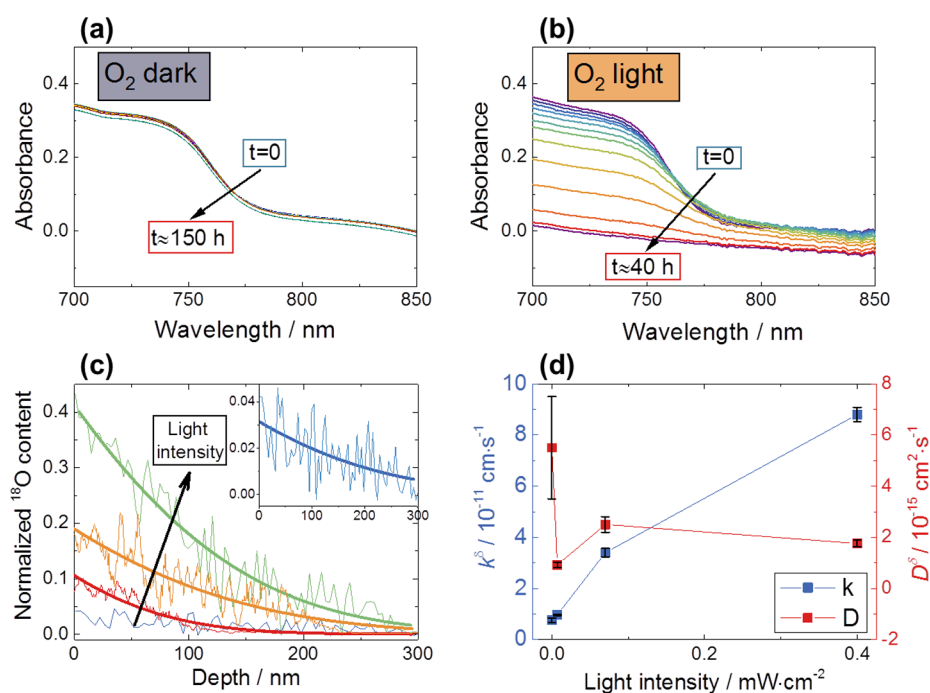 (a)
O₂ dark
t=0
t≈150 h
0.4
0.2
0.0
Absorbance
700 750 800 850
Wavelength / nm
(b)
O₂ light
t=0
t≈40 h
0.4
0.2
0.0
Absorbance
700 750 800 850
Wavelength / nm
(c)
Light
intensity
0.4
0.3
0.2
0.1
0.0
Normalized ¹⁸O content
0 100 200 300
Depth / nm
0.04
0.02
0.00
0 100 200 300
(d)
10
8
6
4
2
0
k^δ / 10⁻¹¹ cm·s⁻¹
8
6
4
2
0
-2
D^δ / 10⁻¹⁵ cm²·s⁻¹
k
D
0.0 0.2 0.4
Light intensity / mW·cm⁻²